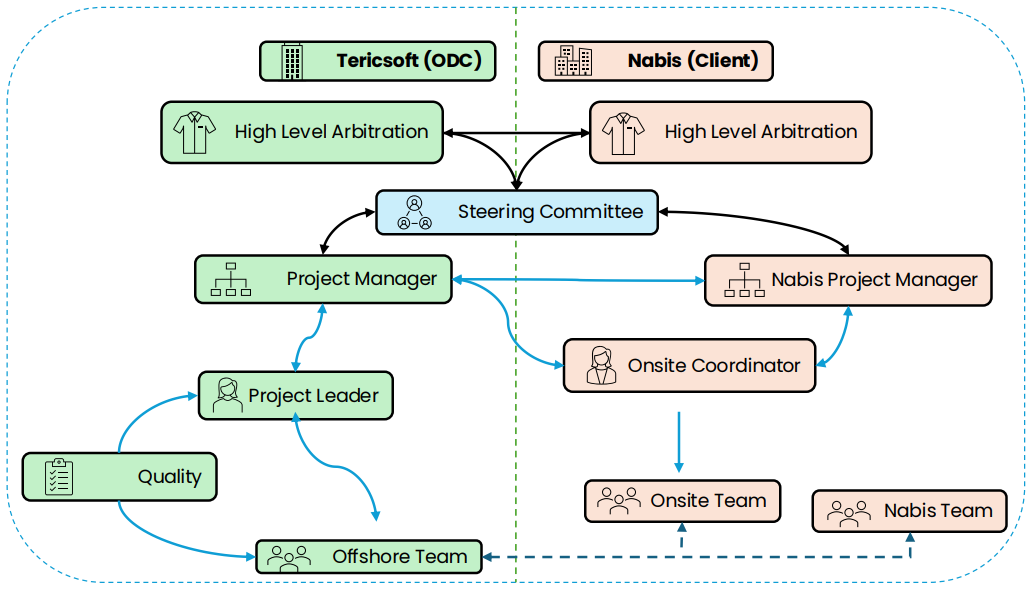 Tericsoft (ODC)
Nabis (Client)
High Level Arbitration
High Level Arbitration
Steering Committee
Project Manager
Nabis Project Manager
Onsite Coordinator
Project Leader
Quality
Onsite Team
Nabis Team
Offshore Team